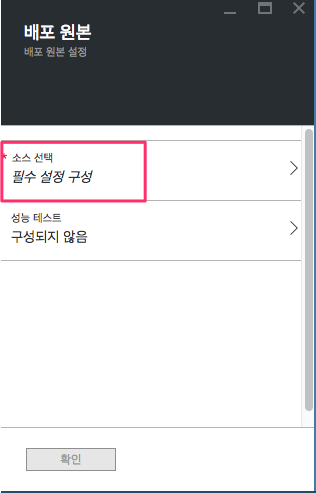 배포 원본
배포 원본 설정
* 소스 선택
필수 설정 구성
성능 테스트
구성되지 않음
확인